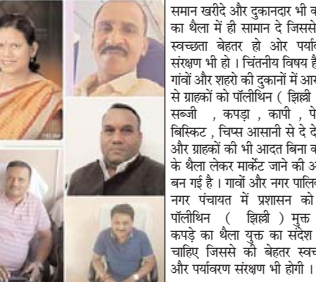 समान खरीदे और दुकानदार भी क
का थैला में ही सामान दे जिससे
स्वच्छता बेहतर हो ओर पर्याव
संरक्षण भी हो । चिंतनीय विषय है
गांवों और शहरो की दुकानों में आस
से ग्राहकों को पॉलीथिन ( झिल्ली
सब्जी , कपड़ा , कापी , पे
बिस्किट , चिप्स आसानी से दे दे
और ग्राहकों की भी आदत बिना क
के थैला लेकर मार्केट जाने की अ
बन गई है । गावों और नगर पालिक
नगर पंचायत में प्रशासन को
पॉलीथिन ( झिल्ली ) मुक्त
कपड़े का थैला युक्त का संदेश
चाहिए जिससे की बेहतर स्वच
और पर्यावरण संरक्षण भी होगी ।